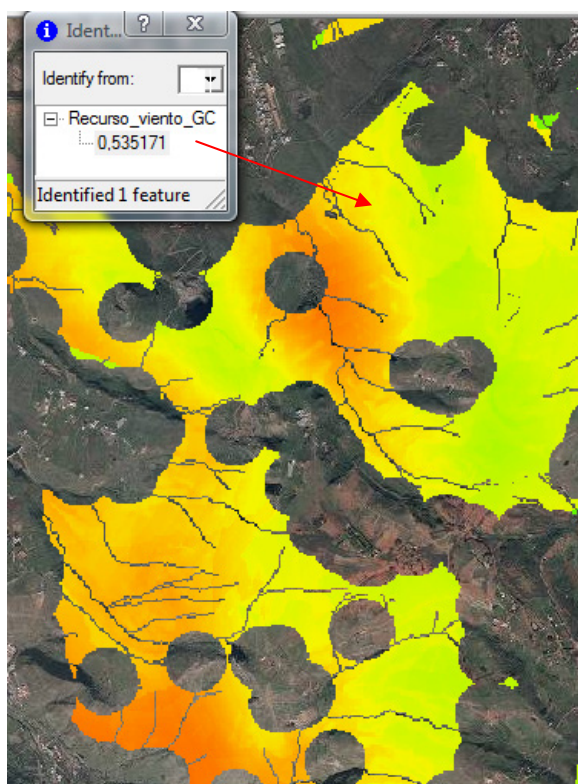 Ident...
Identify from:
Recurso_viento_GC
0,535171
Identified 1 feature